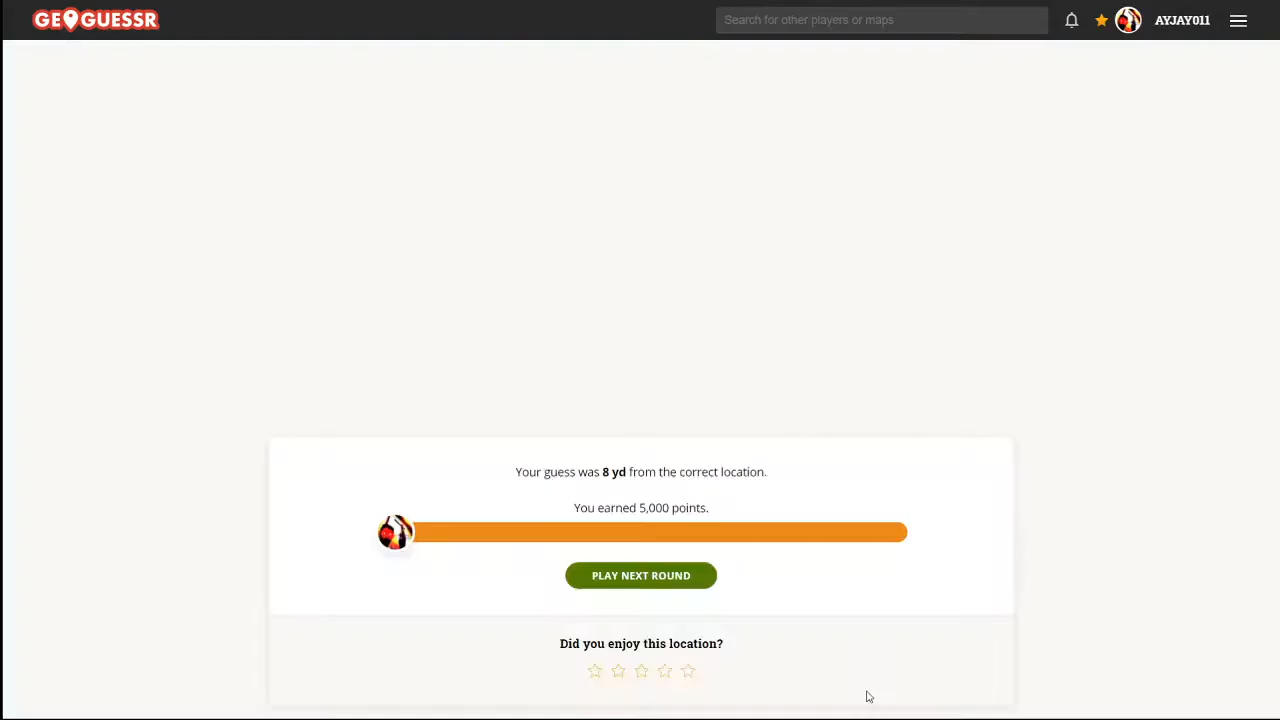 GEOGUESSR
Search for other players or maps
AYJAY011
Your guess was 8 yd from the correct location.
You earned 5,000 points.
PLAY NEXT ROUND
Did you enjoy this location?